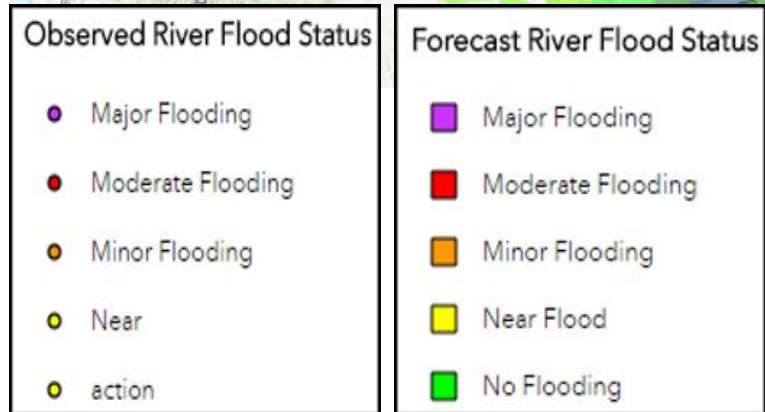 Observed River Flood Status
Major Flooding
Moderate Flooding
Minor Flooding
Near
action
Forecast River Flood Status
Major Flooding
Moderate Flooding
Minor Flooding
Near Flood
No Flooding